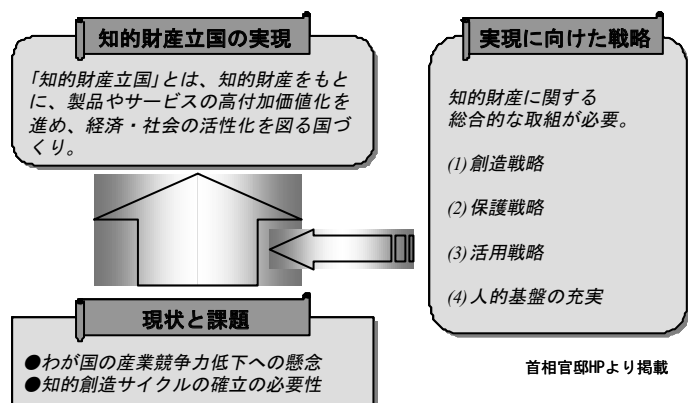 知的財産立国の実現
｢知的財産立国｣とは、知的財産をもと
に、製品やサービスの高付加価値化を
進め、経済・社会の活性化を図る国づ
くり。
現状と課題
●わが国の産業競争力低下への懸念
●知的創造サイクルの確立の必要性
実現に向けた戦略
知的財産に関する
総合的な取組が必要。
(1)創造戦略
(2)保護戦略
(3)活用戦略
(4)人的基盤の充実
首相官邸HPより掲載